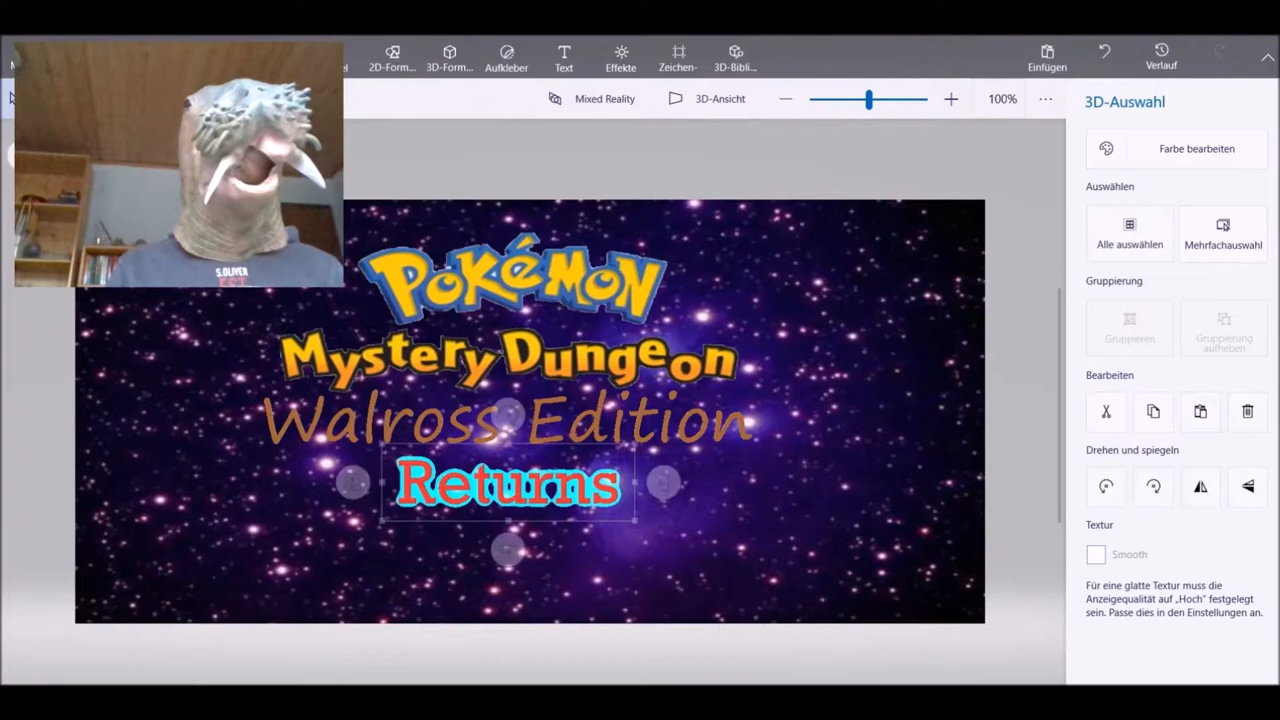 2D-Form...
3D-Form...
Aufkleber
Text
Effekte
Zeichen-
3D-Bibli...
Einfügen
Verlauf
Mixed Reality
3D-Ansicht
100%
3D-Auswahl
Farbe bearbeiten
Auswählen
Alle auswählen
Mehrfachauswahl
Gruppierung
Gruppieren
Gruppierung
aufheben
Bearbeiten
Drehen und spiegeln
Textur
Smooth
Für eine glatte Textur muss die
Anzeigequalität auf „Hoch" festgelegt
sein. Passe dies in den Einstellungen an.
S.OLIVER
POKéMON
Mystery Dungeon
Walross Edition
Returns